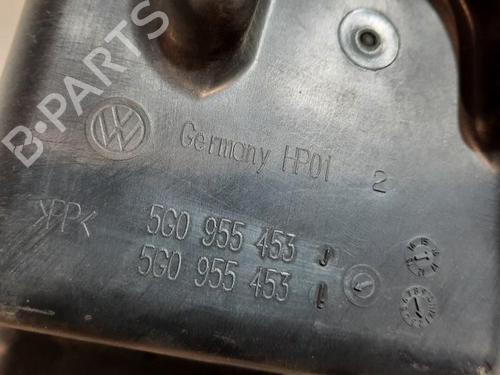 B-PARTS
Germany HP01 2
>PP<
5G0 955 453 J
5G0 955 453 L